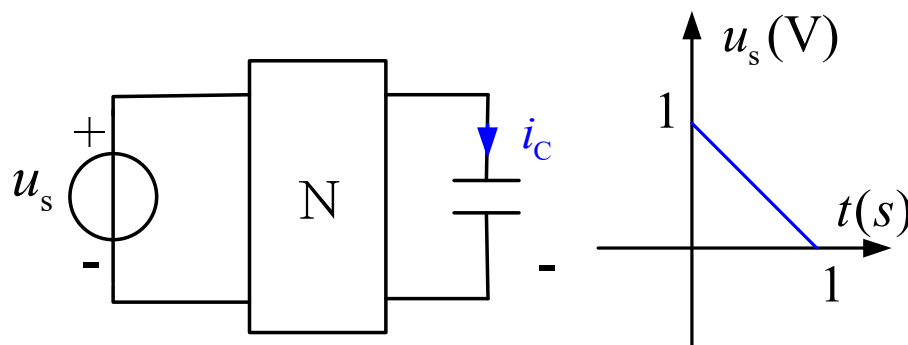 +
u_s
-
N
i_C
-
u_s(V)
1
t(s)
1